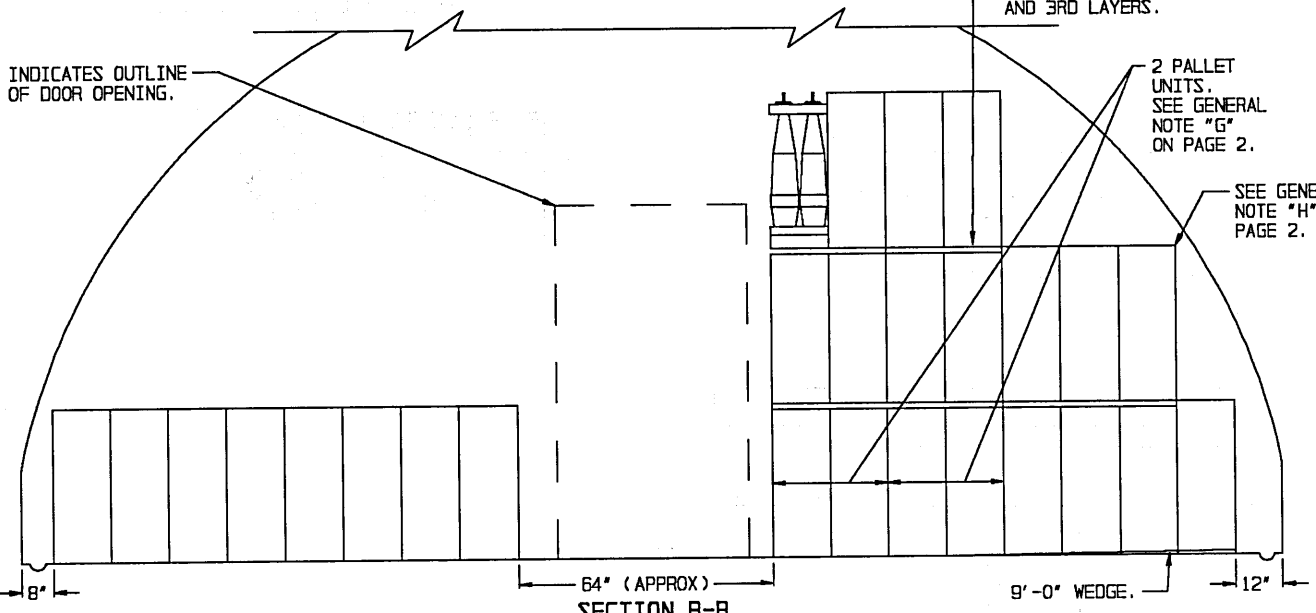 AND 3RD LAYERS.
INDICATES OUTLINE
OF DOOR OPENING.
2 PALLET
UNITS.
SEE GENERAL
NOTE "G"
ON PAGE 2.
SEE GENE
NOTE "H"
PAGE 2.
8"
64" (APPROX)
9'-0" WEDGE.
12"
SECTION B-B